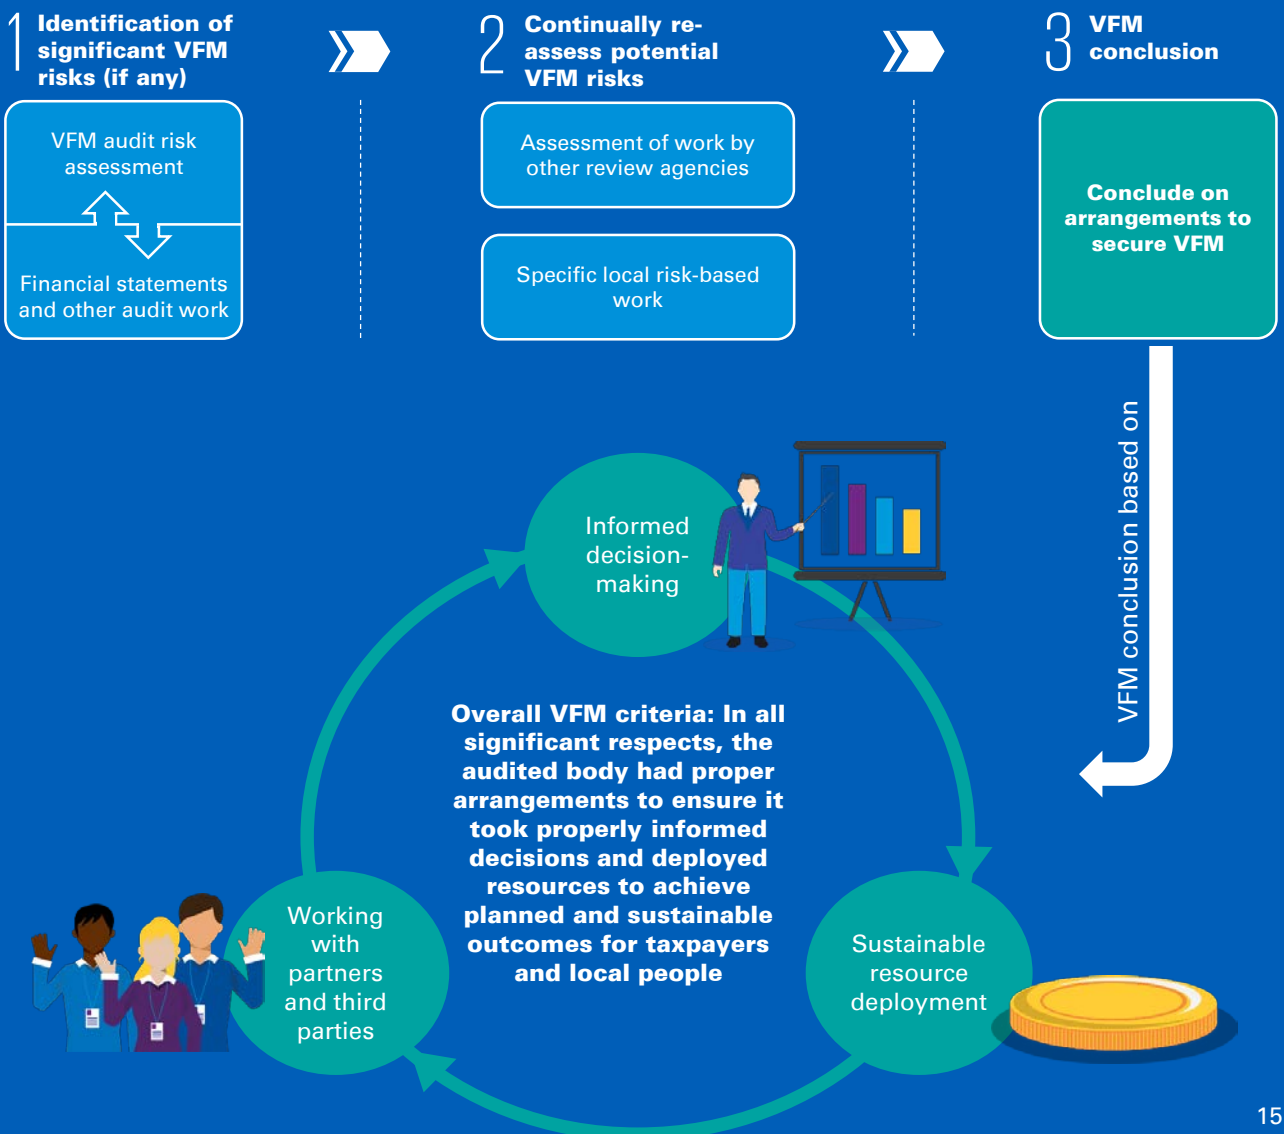 1 Identification of
significant VFM
risks (if any)
VFM audit risk
assessment
Financial statements
and other audit work
2 Continually re-
assess potential
VFM risks
Assessment of work by
other review agencies
Specific local risk-based
work
3 VFM
conclusion
Conclude on
arrangements to
secure VFM
VFM conclusion based on
Informed
decision-
making
Overall VFM criteria: In all
significant respects, the
audited body had proper
arrangements to ensure it
took properly informed
decisions and deployed
resources to achieve
planned and sustainable
outcomes for taxpayers
and local people
Working
with
partners
and third
parties
Sustainable
resource
deployment
15